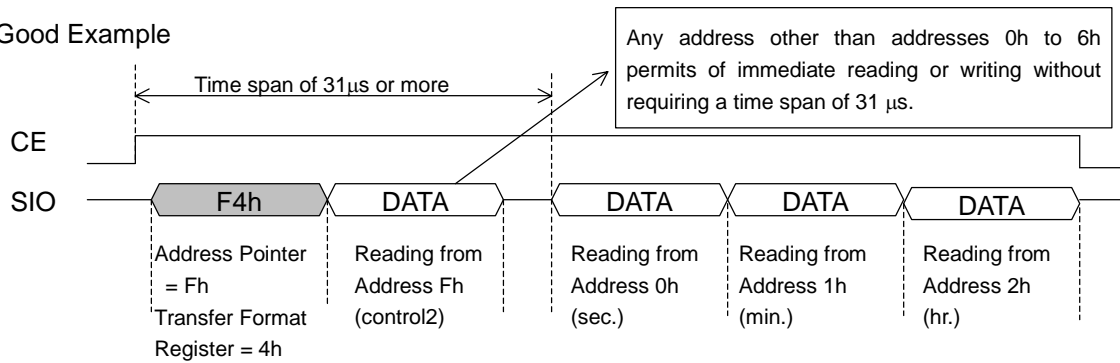 Good Example
Any address other than addresses 0h to 6h
permits of immediate reading or writing without
requiring a time span of 31 μs.
Time span of 31μs or more
CE
SIO
F4h
DATA
DATA
DATA
DATA
Address Pointer
= Fh
Transfer Format
Register = 4h
Reading from
Address Fh
(control2)
Reading from
Address 0h
(sec.)
Reading from
Address 1h
(min.)
Reading from
Address 2h
(hr.)